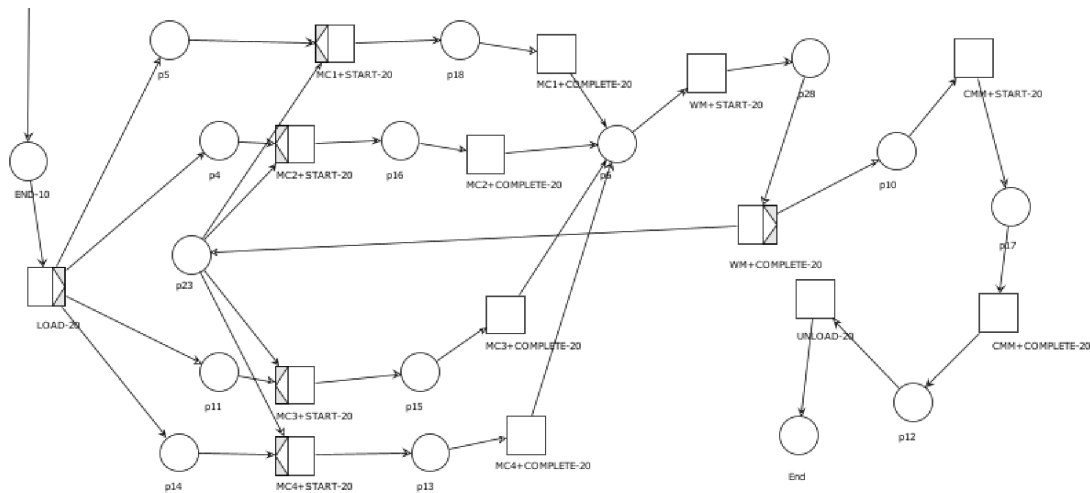 p5
MC1+START-20
p18
MC1+COMPLETE-20
WM+START-20
p28
CMM+START-20
END-10
p4
MC2+START-20
p16
MC2+COMPLETE-20
p6
p10
p17
p23
WM+COMPLETE-20
LOAD-20
UNLOAD-20
MC3+COMPLETE-20
CMM+COMPLETE-20
p11
MC3+START-20
p15
p12
p14
MC4+START-20
p13
MC4+COMPLETE-20
End